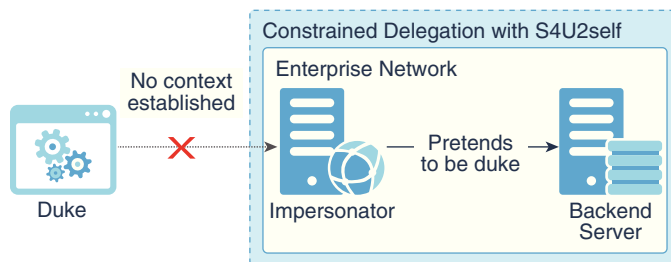 Constrained Delegation with S4U2self
Enterprise Network
No context
established
Pretends
to be duke
Duke
Impersonator
Backend
Server